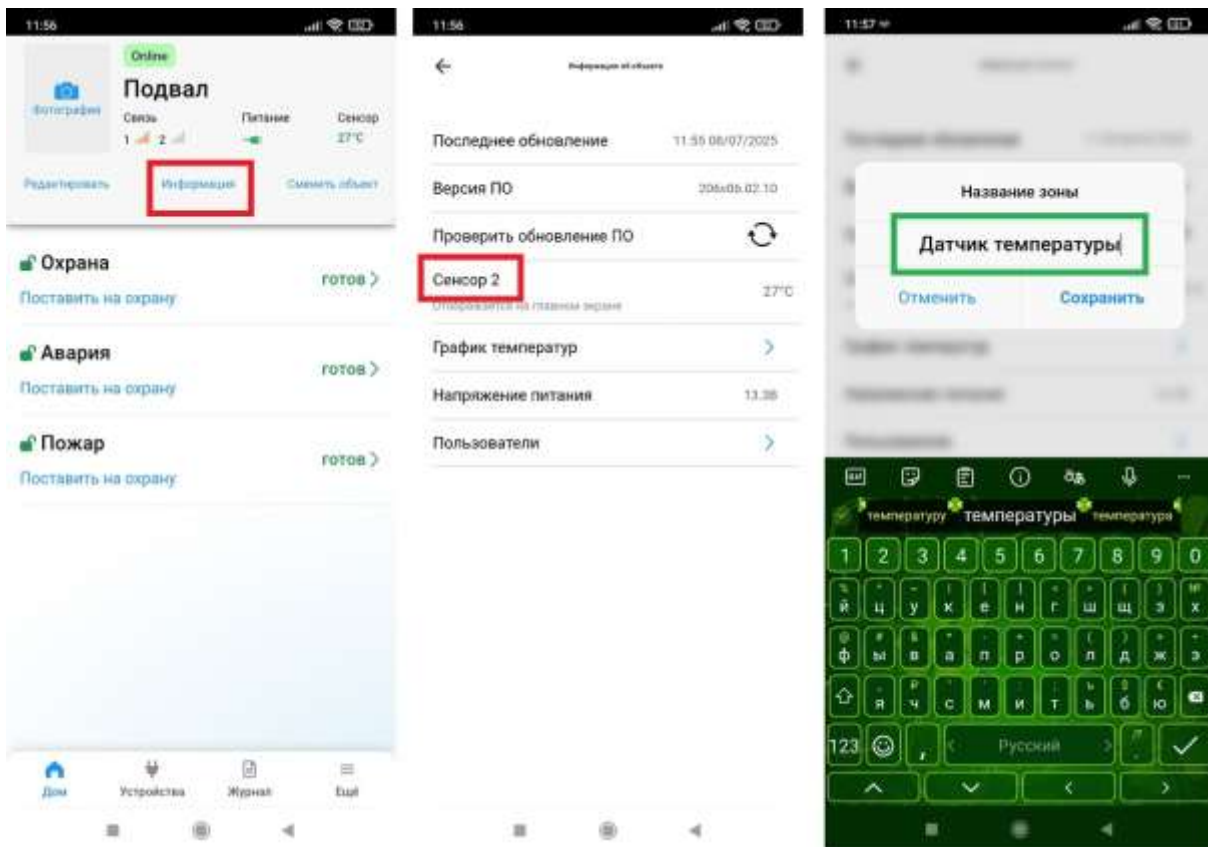 11:56
Online
Подвал
Фотография
Связь
Питание
Сенсор
1
2
27°C
Редактировать
Информация
Сменить объект
Охрана
готов >
Поставить на охрану
Авария
готов >
Поставить на охрану
Пожар
готов >
Поставить на охрану
Дом
Устройства
Журнал
Ещё
11:56
Информация об объекте
Последнее обновление
11:55 08/07/2025
Версия ПО
Проверить обновление ПО
Сенсор 2
27°C
Отображается на главном экране
График температур
Напряжение питания
Пользователи
11:57
Название зоны
Датчик температуры
Отменить
Сохранить
температуру температуры температура
1 2 3 4 5 6 7 8 9 0
й ц у к е н г ш щ з х
ф ы в а п р о л д ж э
я ч с м и т ь б ю
123
,
Русский
.